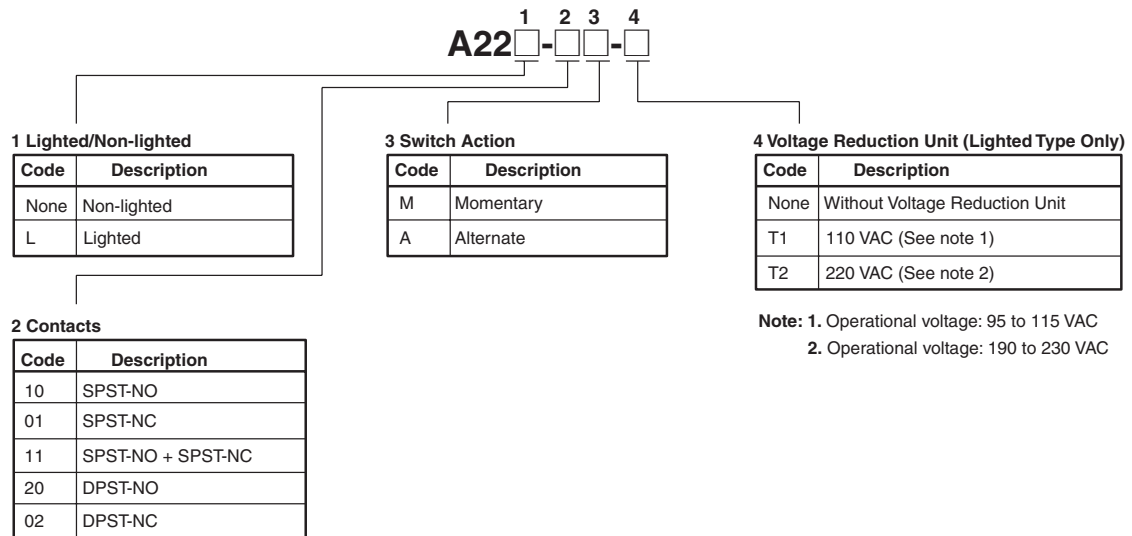 1 2 3 4
A22□-□□-□
1 Lighted/Non-lighted
Code Description
None Non-lighted
L Lighted
2 Contacts
Code Description
10 SPST-NO
01 SPST-NC
11 SPST-NO + SPST-NC
20 DPST-NO
02 DPST-NC
3 Switch Action
Code Description
M Momentary
A Alternate
4 Voltage Reduction Unit (Lighted Type Only)
Code Description
None Without Voltage Reduction Unit
T1 110 VAC (See note 1)
T2 220 VAC (See note 2)
Note: 1. Operational voltage: 95 to 115 VAC
2. Operational voltage: 190 to 230 VAC